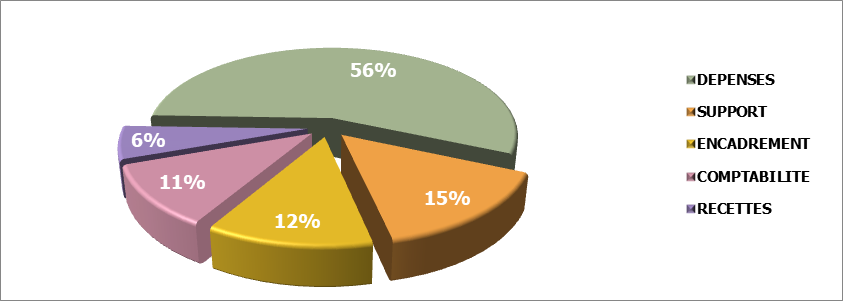 56%
15%
12%
11%
6%
DEPENSES
SUPPORT
ENCADREMENT
COMPTABILITE
RECETTES